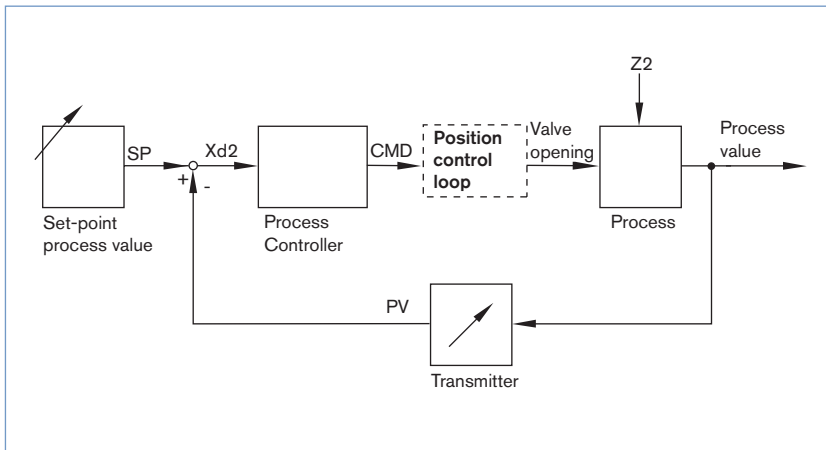 Z2
SP
Xd2
CMD
Position
control
loop
Valve
opening
Process
value
+
-
Set-point
process value
Process
Controller
Process
PV
Transmitter